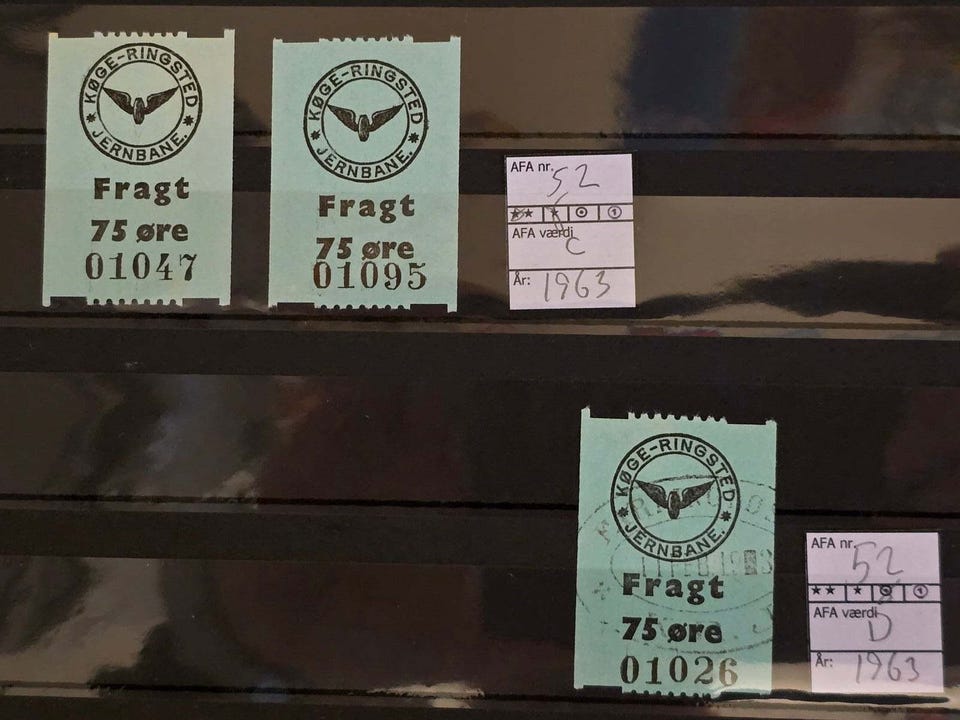 KØGE-RINGSTED
JERNBANE.
Fragt
75 øre
01047
KØGE-RINGSTED
JERNBANE.
Fragt
75 øre
01095
AFA nr.
52
AFA værdi
C
År: 1963
KØGE-RINGSTED
JERNBANE.
Fragt
75 øre
01026
AFA nr.
52
AFA værdi
D
År: 1963